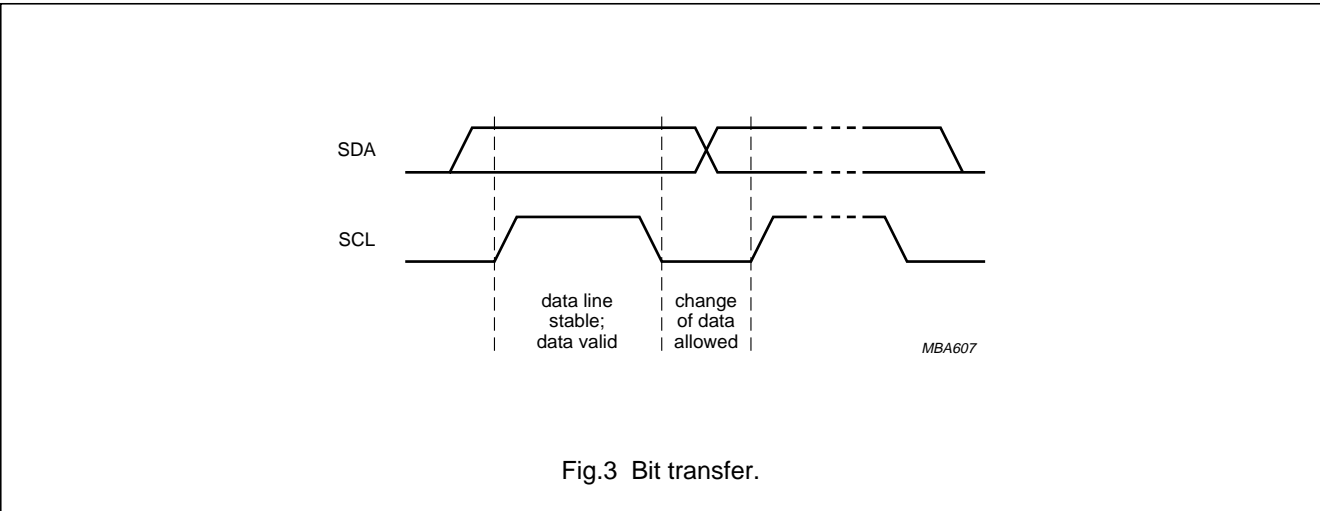 SDA
SCL
data line
stable;
data valid
change
of data
allowed
MBA607
Fig.3 Bit transfer.